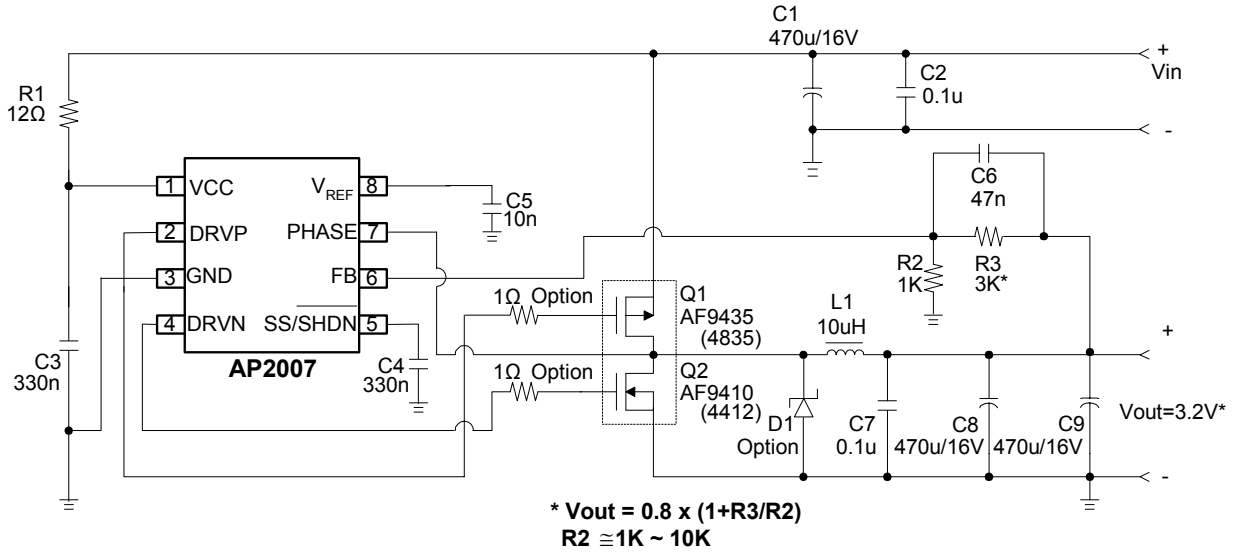 C1
470u/16V
+
Vin
-
C2
0.1u
R1
12Ω
C6
47n
1 VCC
VREF 8
C5
10n
2 DRVP
PHASE 7
3 GND
FB 6
4 DRVN
SS/SHDN 5
AP2007
R2
1K
R3
3K*
C3
330n
C4
330n
1Ω Option
Q1
AF9435
(4835)
1Ω Option
Q2
AF9410
(4412)
L1
10uH
+
D1
Option
C7
0.1u
C8
470u/16V
C9
470u/16V
Vout=3.2V*
-
* Vout = 0.8 x (1+R3/R2)
R2 ≅1K ~ 10K